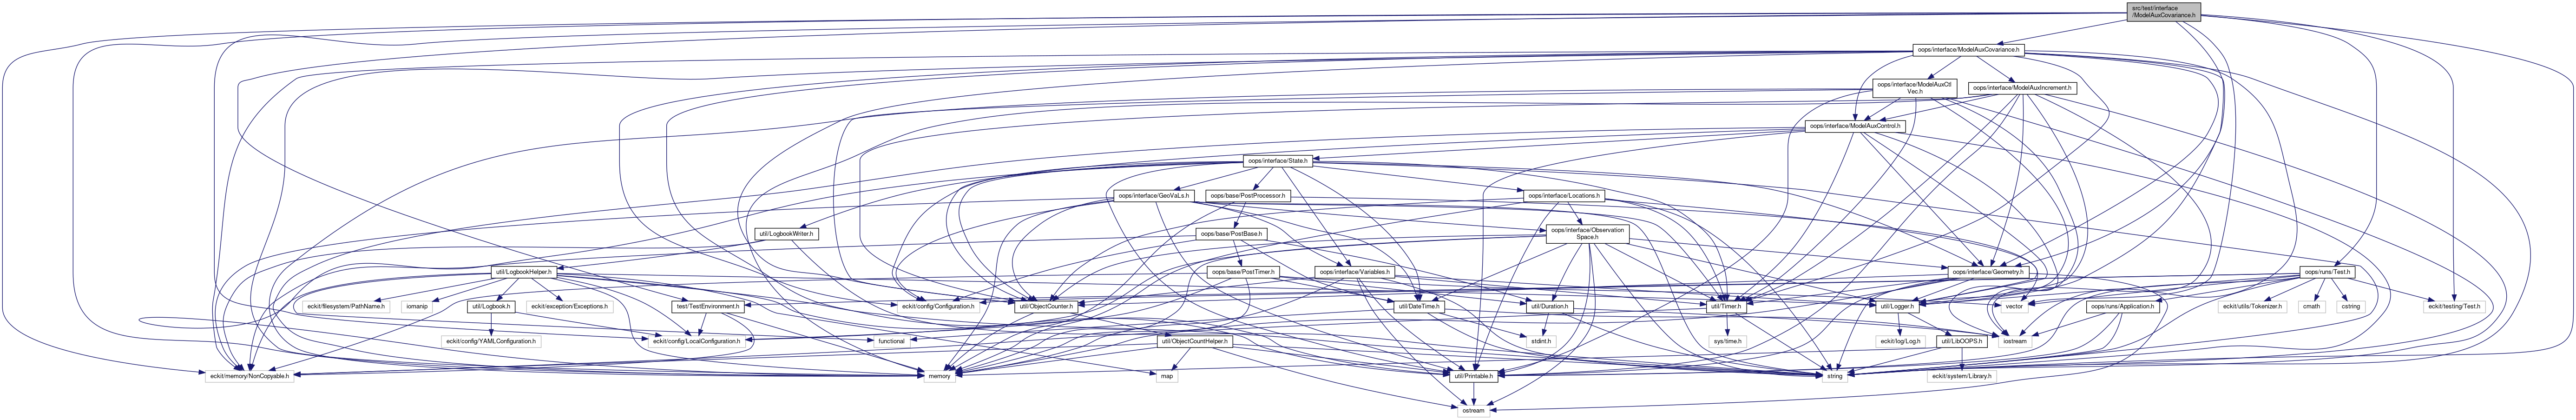 src/test/interface
/ModelAuxCovariance.h
oops/interface/ModelAuxCovariance.h
oops/interface/ModelAuxCtl
Vec.h
oops/interface/ModelAuxIncrement.h
oops/interface/ModelAuxControl.h
oops/interface/State.h
oops/interface/GeoVaLs.h
oops/base/PostProcessor.h
oops/interface/Locations.h
util/LogbookWriter.h
oops/base/PostBase.h
oops/interface/Observation
Space.h
util/LogbookHelper.h
oops/base/PostTimer.h
oops/interface/Variables.h
oops/interface/Geometry.h
oops/runs/Test.h
eckit/filesystem/PathName.h
iomanip
util/Logbook.h
eckit/exception/Exceptions.h
test/TestEnvironment.h
eckit/config/Configuration.h
util/ObjectCounter.h
util/DateTime.h
util/Duration.h
util/Timer.h
util/Logger.h
vector
oops/runs/Application.h
eckit/utils/Tokenizer.h
cmath
cstring
eckit/testing/Test.h
eckit/config/YAMLConfiguration.h
eckit/config/LocalConfiguration.h
functional
util/ObjectCountHelper.h
stdint.h
sys/time.h
eckit/log/Log.h
util/LibOOPS.h
iostream
eckit/memory/NonCopyable.h
memory
map
util/Printable.h
string
eckit/system/Library.h
ostream